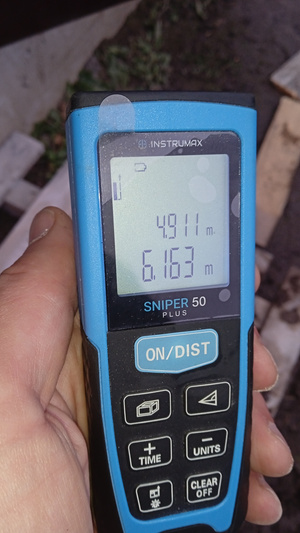 INSTRUMAX
4.911 m
6.163 m
SNIPER 50
PLUS
ON/DIST
+ −
TIME UNITS
CLEAR
OFF